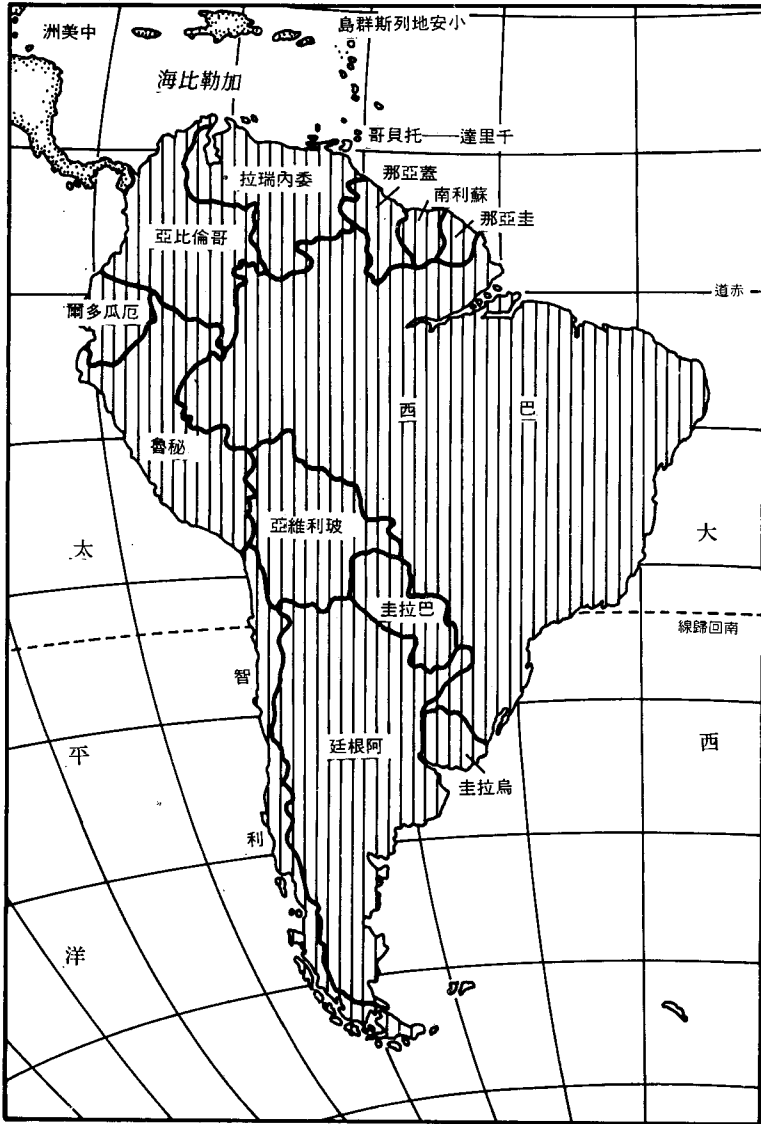 中美洲
小安地列斯群島
加勒比海
千里達——托貝哥
委內瑞拉
蓋亞那
蘇利南
圭亞那
哥倫比亞
赤道
厄瓜多爾
巴西
秘魯
玻利維亞
巴拉圭
南回歸線
智利
阿根廷
烏拉圭
太平洋
大西